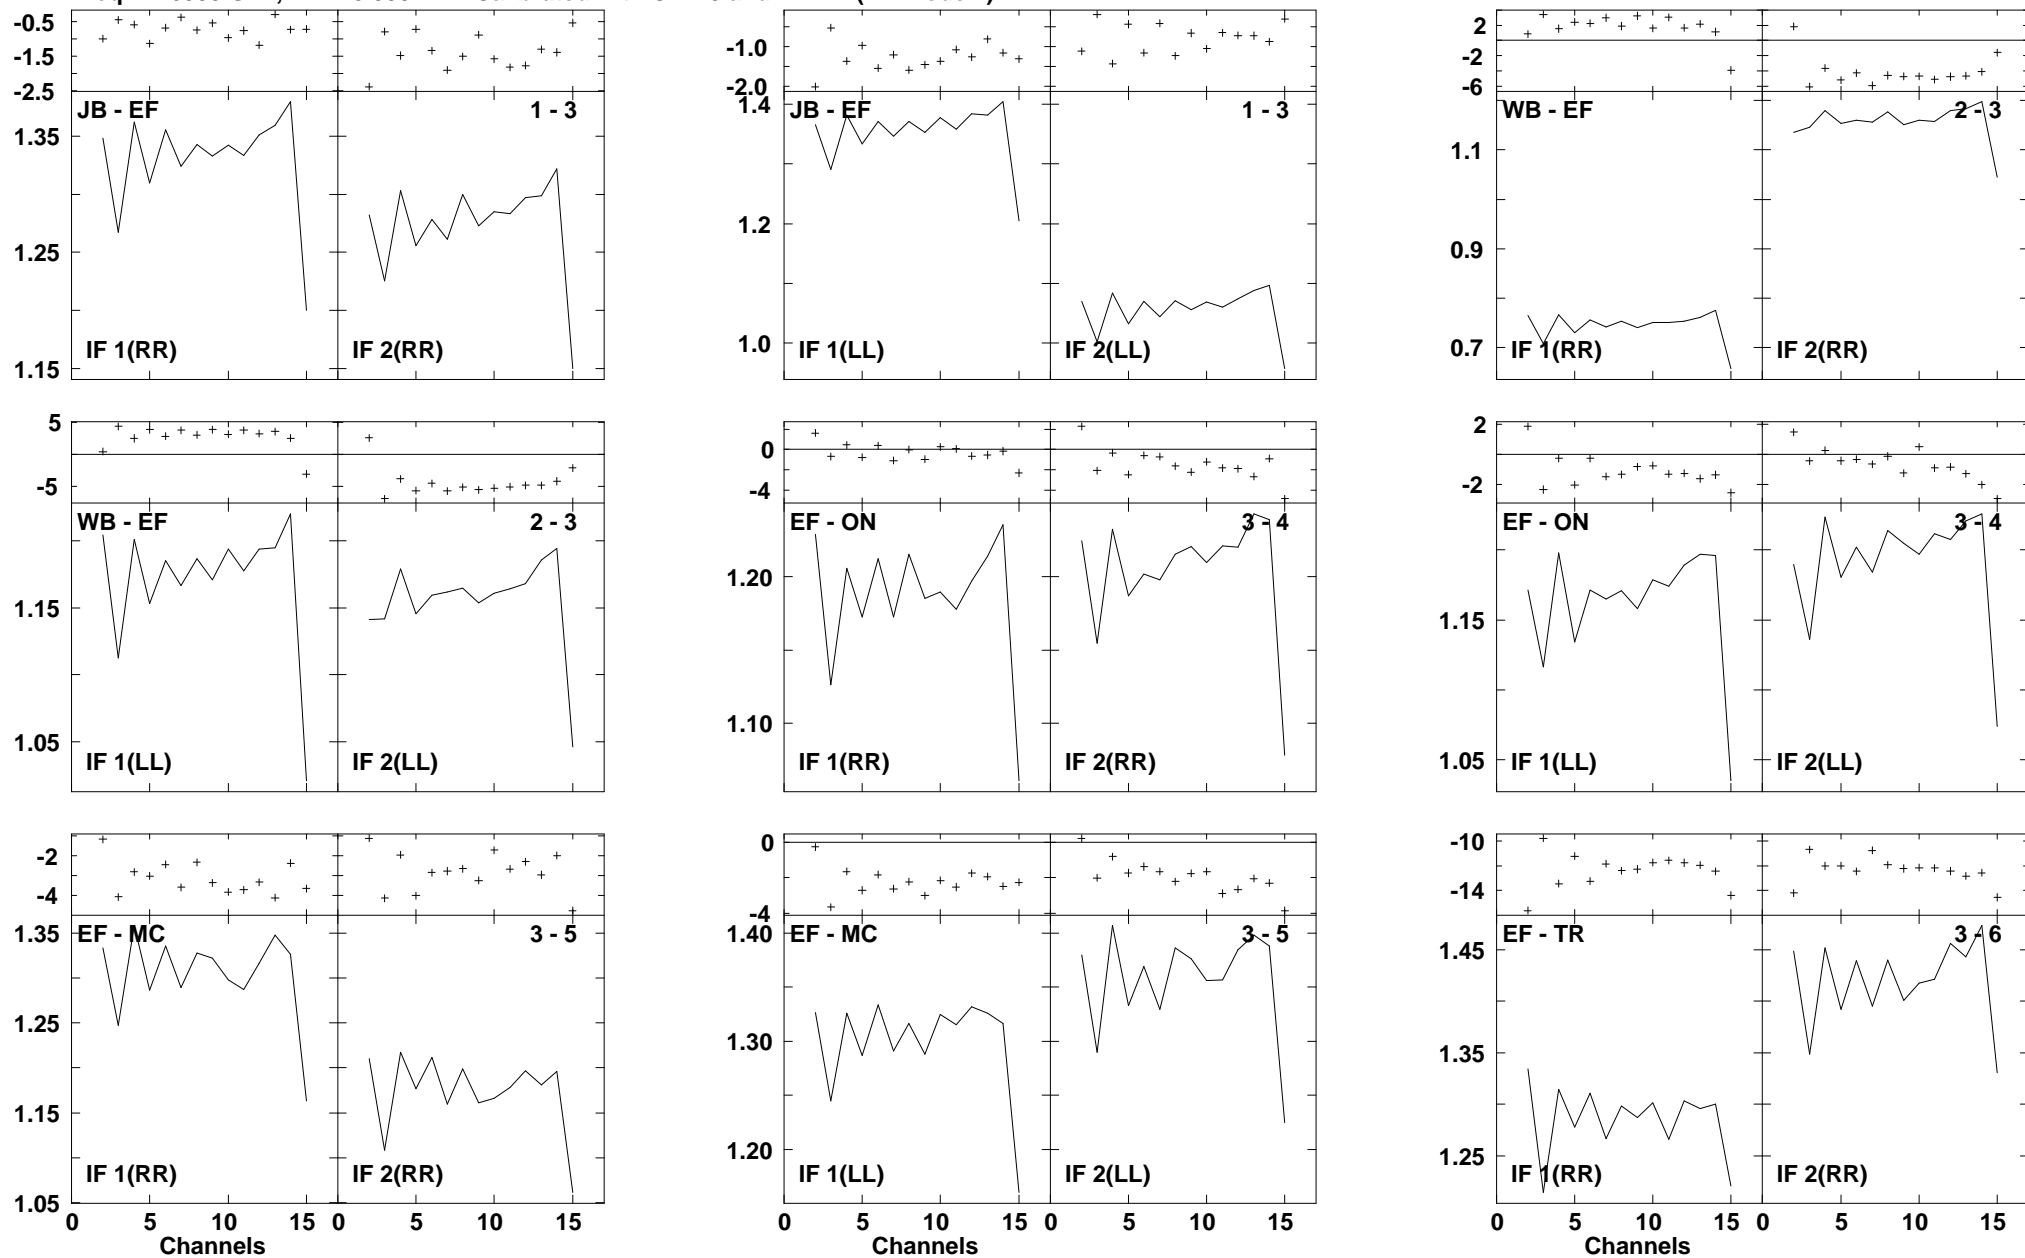 -0.5
-1.5
-2.5
JB - EF
1 - 3
1.35
1.25
1.15
IF 1(RR)
IF 2(RR)
-1.0
-2.0
1.4
JB - EF
1 - 3
1.2
1.0
IF 1(LL)
IF 2(LL)
2
-2
-6
WB - EF
2 - 3
1.1
0.9
0.7
IF 1(RR)
IF 2(RR)
5
-5
WB - EF
2 - 3
1.15
1.05
IF 1(LL)
IF 2(LL)
0
-4
EF - ON
3 - 4
1.20
1.10
IF 1(RR)
IF 2(RR)
2
-2
EF - ON
3 - 4
1.15
1.05
IF 1(LL)
IF 2(LL)
-2
-4
1.35
EF - MC
3 - 5
1.25
1.15
1.05
IF 1(RR)
IF 2(RR)
0 5 10 15 0 5 10 15
Channels
0
-4
1.40
EF - MC
3 - 5
1.30
1.20
IF 1(LL)
IF 2(LL)
0 5 10 15 0 5 10 15
Channels
-10
-14
EF - TR
3 - 6
1.45
1.35
1.25
IF 1(RR)
IF 2(RR)
0 5 10 15 0 5 10 15
Channels